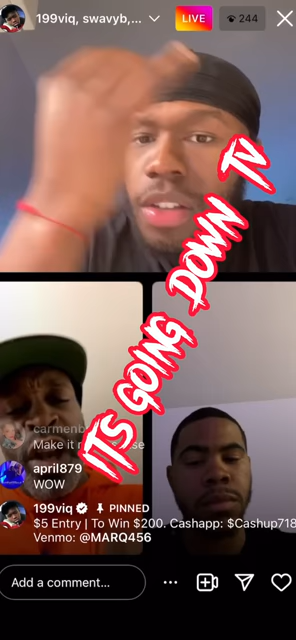 199viq, swavyb,...
LIVE
244
ITS GOING DOWN TV
carmenb
Make it
april879
WOW
199viq PINNED
$5 Entry | To Win $200. Cashapp: $Cashup718
Venmo: @MARQ456
Add a comment...